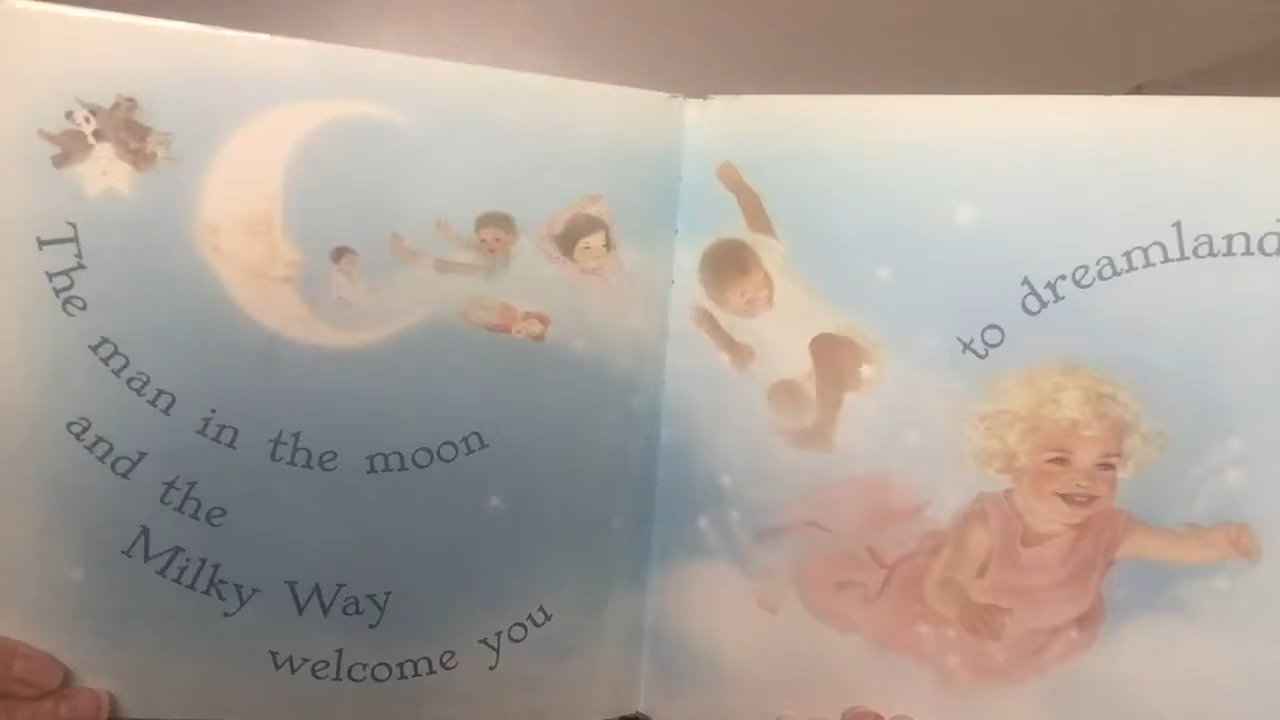 The man in the moon
and the
Milky Way
welcome you
to dreamland